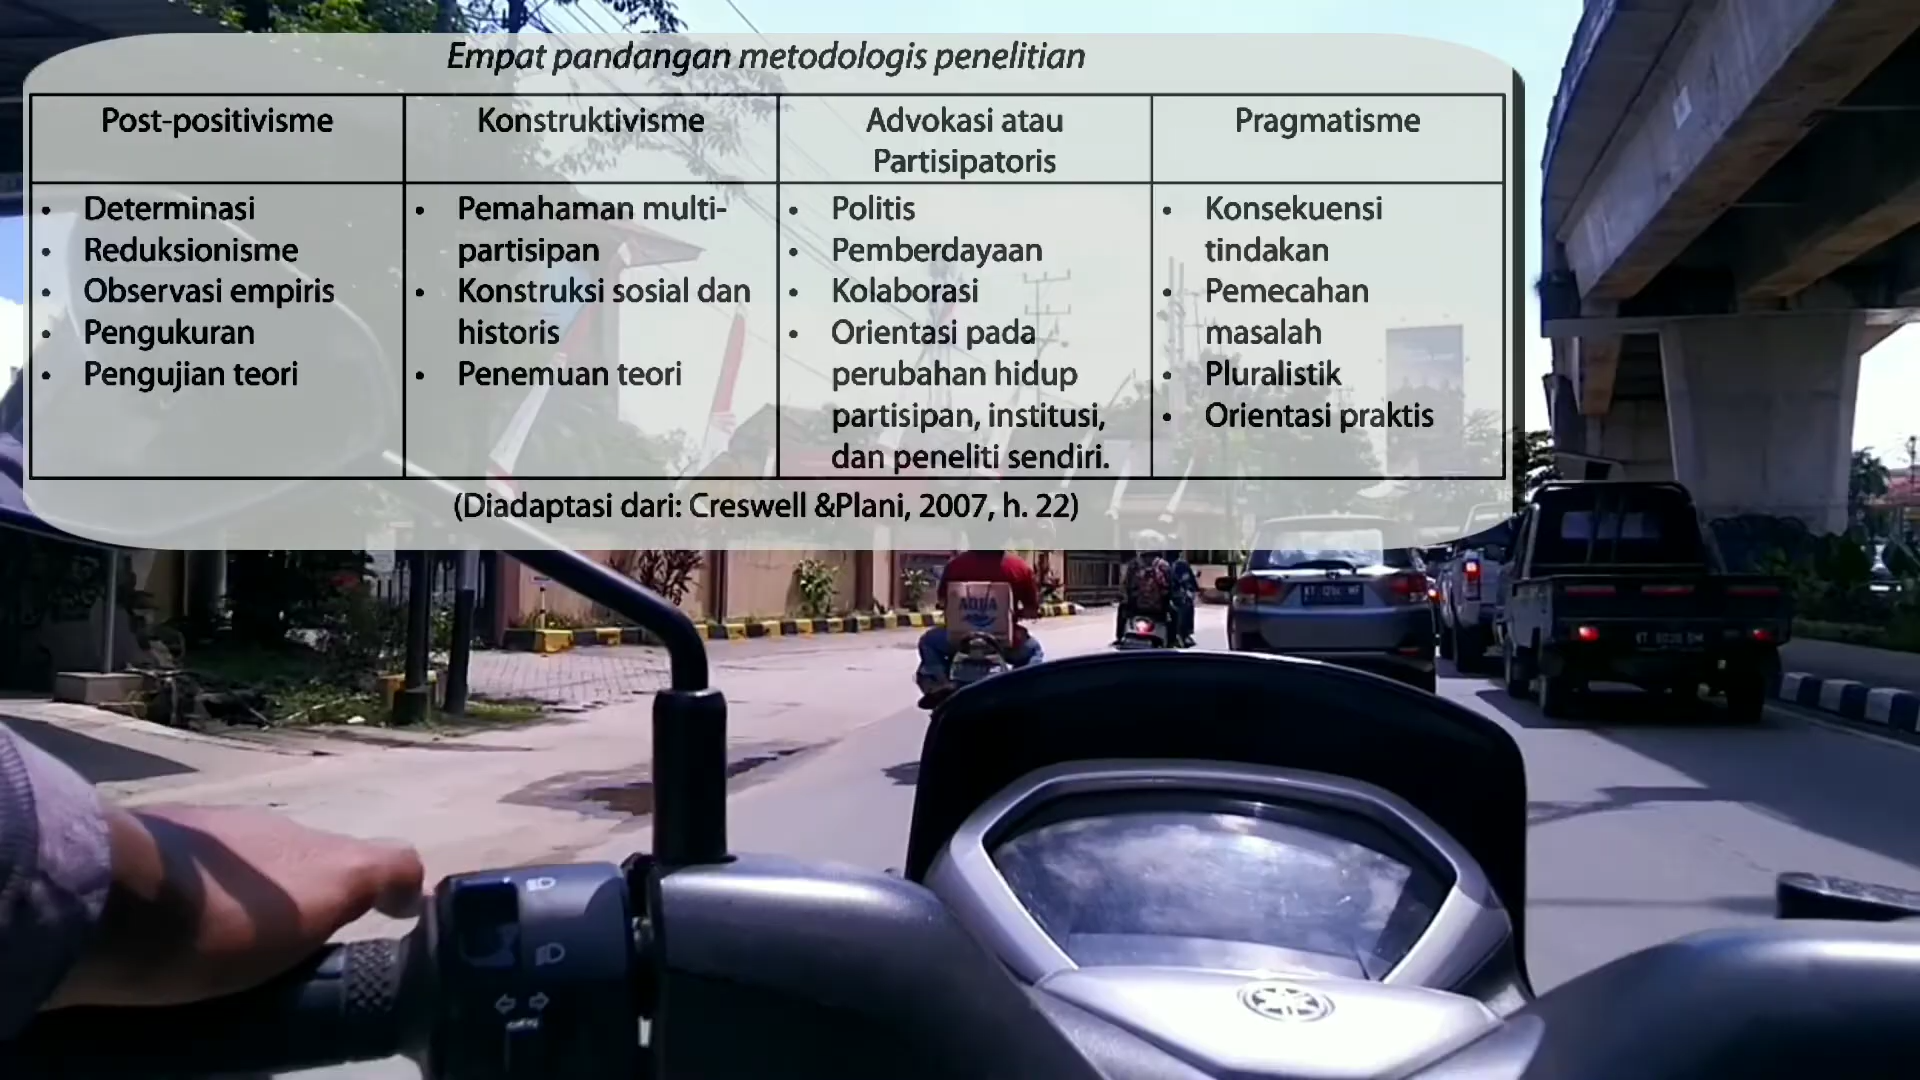 Empat pandangan metodologis penelitian
Post-positivisme
Konstruktivisme
Advokasi atau
Partisipatoris
Pragmatisme
• Determinasi
• Reduksionisme
• Observasi empiris
• Pengukuran
• Pengujian teori
• Pemahaman multi-
partisipan
• Konstruksi sosial dan
historis
• Penemuan teori
• Politis
• Pemberdayaan
• Kolaborasi
• Orientasi pada
perubahan hidup
partisipan, institusi,
dan peneliti sendiri.
• Konsekuensi
tindakan
• Pemecahan
masalah
• Pluralistik
• Orientasi praktis
(Diadaptasi dari: Creswell &Plani, 2007, h. 22)
AQUA